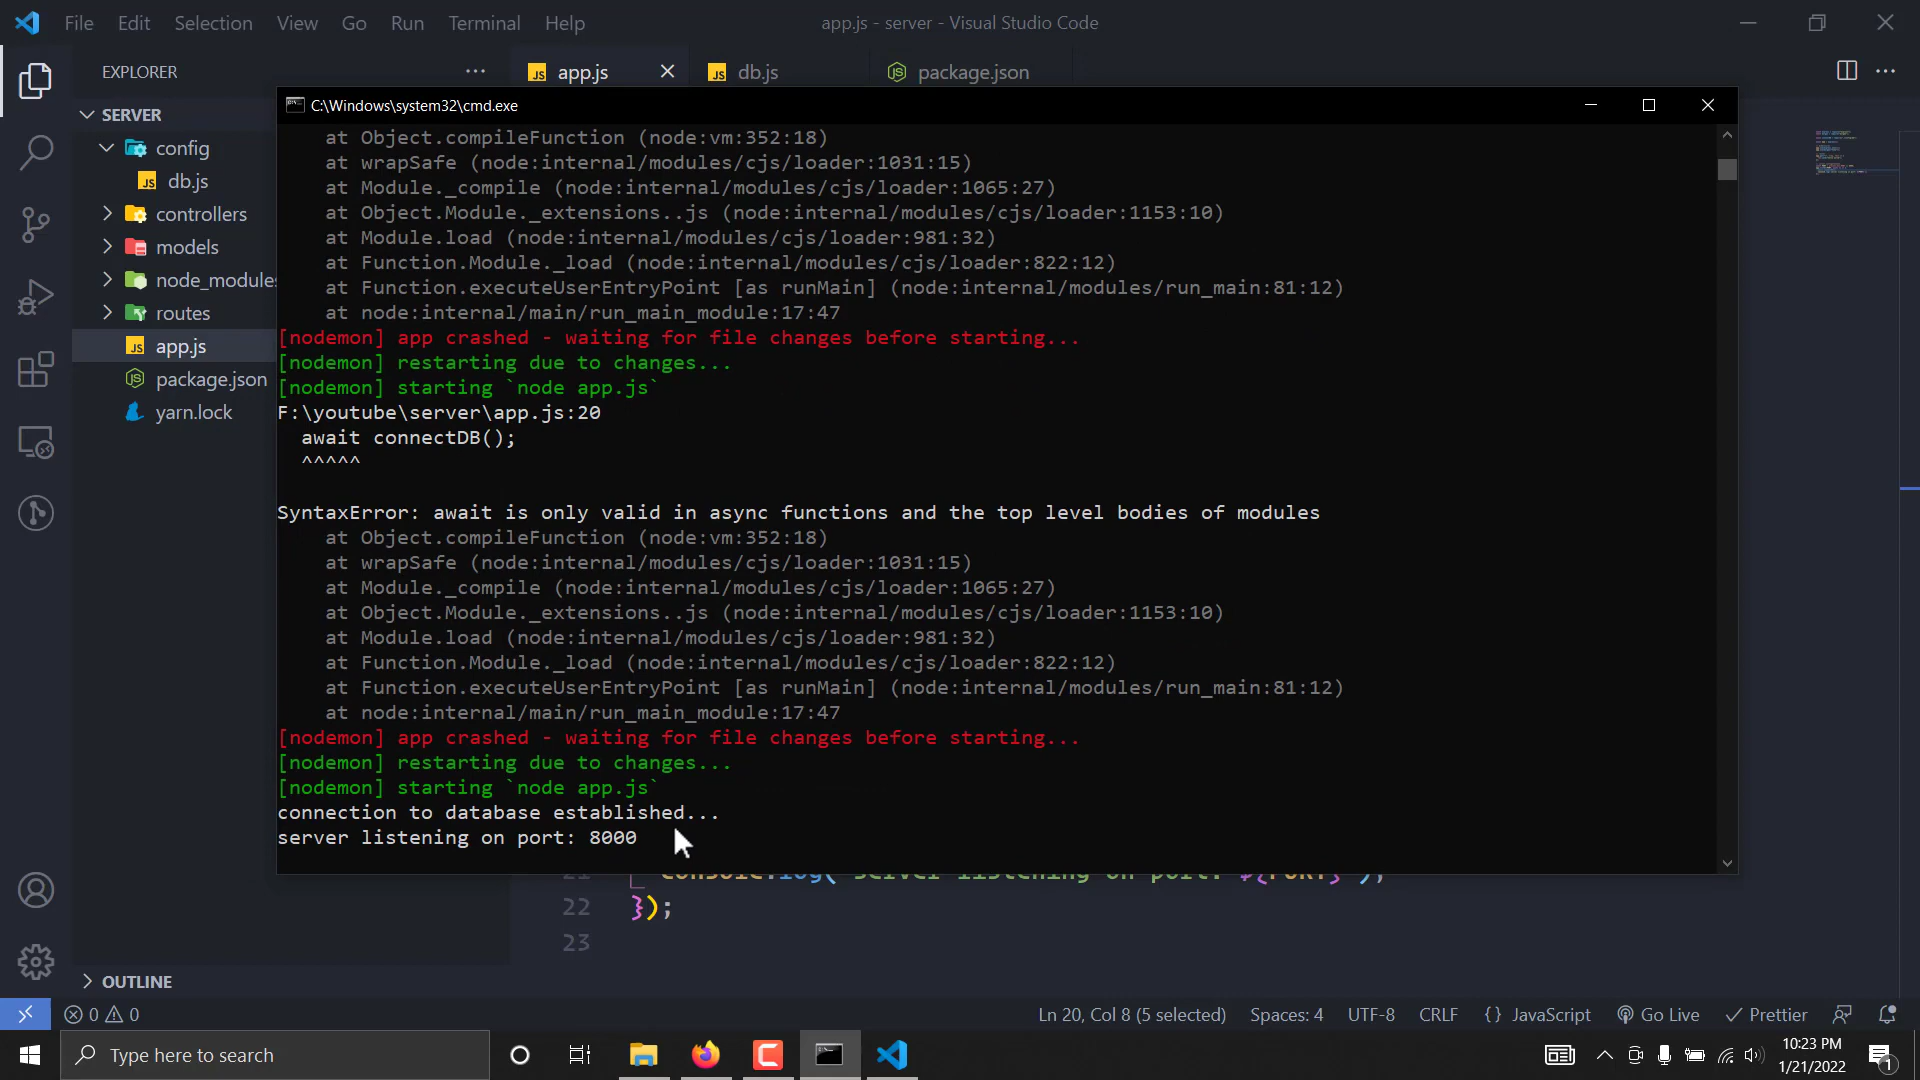 File Edit Selection View Go Run Terminal Help
app.js - server - Visual Studio Code
EXPLORER
JS app.js
JS db.js
package.json
SERVER
config
JS db.js
controllers
models
node_modules
routes
JS app.js
package.json
yarn.lock
OUTLINE
C:\Windows\system32\cmd.exe
at Object.compileFunction (node:vm:352:18)
at wrapSafe (node:internal/modules/cjs/loader:1031:15)
at Module._compile (node:internal/modules/cjs/loader:1065:27)
at Object.Module._extensions..js (node:internal/modules/cjs/loader:1153:10)
at Module.load (node:internal/modules/cjs/loader:981:32)
at Function.Module._load (node:internal/modules/cjs/loader:822:12)
at Function.executeUserEntryPoint [as runMain] (node:internal/modules/run_main:81:12)
at node:internal/main/run_main_module:17:47
[nodemon] app crashed - waiting for file changes before starting...
[nodemon] restarting due to changes...
[nodemon] starting `node app.js`
F:\youtube\server\app.js:20
await connectDB();
^^^^^
SyntaxError: await is only valid in async functions and the top level bodies of modules
at Object.compileFunction (node:vm:352:18)
at wrapSafe (node:internal/modules/cjs/loader:1031:15)
at Module._compile (node:internal/modules/cjs/loader:1065:27)
at Object.Module._extensions..js (node:internal/modules/cjs/loader:1153:10)
at Module.load (node:internal/modules/cjs/loader:981:32)
at Function.Module._load (node:internal/modules/cjs/loader:822:12)
at Function.executeUserEntryPoint [as runMain] (node:internal/modules/run_main:81:12)
at node:internal/main/run_main_module:17:47
[nodemon] app crashed - waiting for file changes before starting...
[nodemon] restarting due to changes...
[nodemon] starting `node app.js`
connection to database established...
server listening on port: 8000
21 console.log(`server listening on port: ${PORT}`);
22 });
23
0 0
Ln 20, Col 8 (5 selected) Spaces: 4 UTF-8 CRLF {} JavaScript Go Live Prettier
Type here to search
10:23 PM
1/21/2022
1